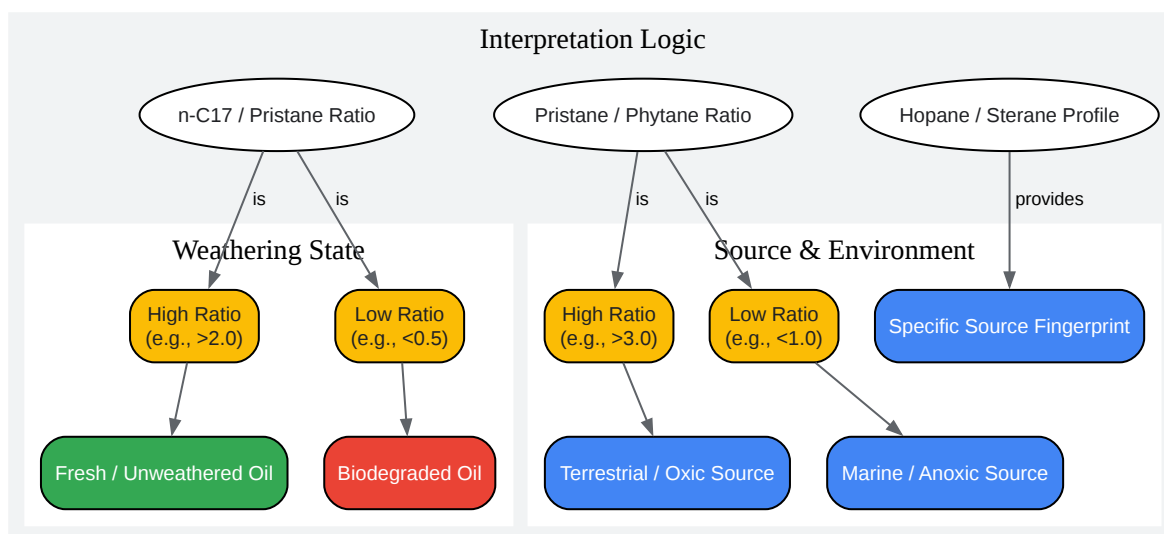 Interpretation Logic
n-C17 / Pristane Ratio
Pristane / Phytane Ratio
Hopane / Sterane Profile
is
is
is
is
provides
Weathering State
Source & Environment
High Ratio
(e.g., >2.0)
Low Ratio
(e.g., <0.5)
High Ratio
(e.g., >3.0)
Low Ratio
(e.g., <1.0)
Specific Source Fingerprint
Fresh / Unweathered Oil
Biodegraded Oil
Terrestrial / Oxic Source
Marine / Anoxic Source